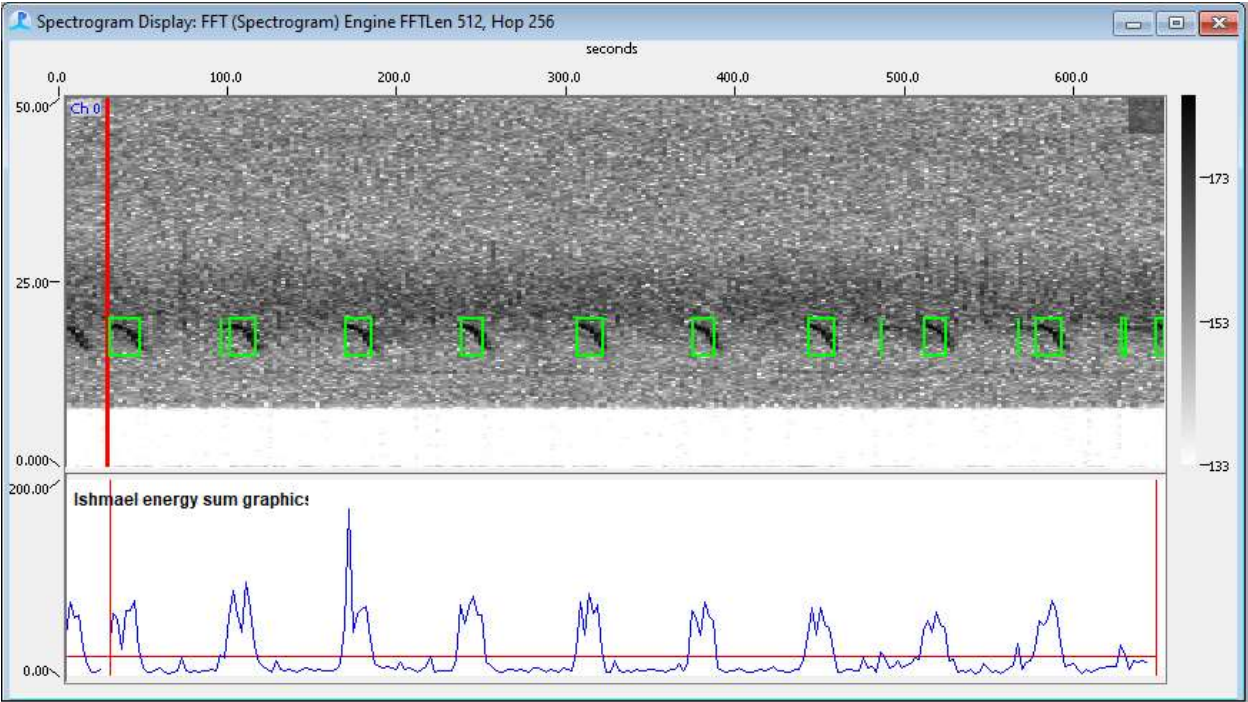 Spectrogram Display: FFT (Spectrogram) Engine FFTLen 512, Hop 256
seconds
0.0 100.0 200.0 300.0 400.0 500.0 600.0
50.00
Ch 0
25.00
0.000
173
153
133
200.00
Ishmael energy sum graphics
0.00